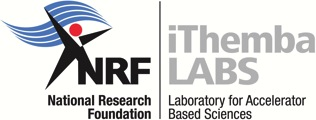 NRF
National Research
Foundation
iThemba
LABS
Laboratory for Accelerator
Based Sciences